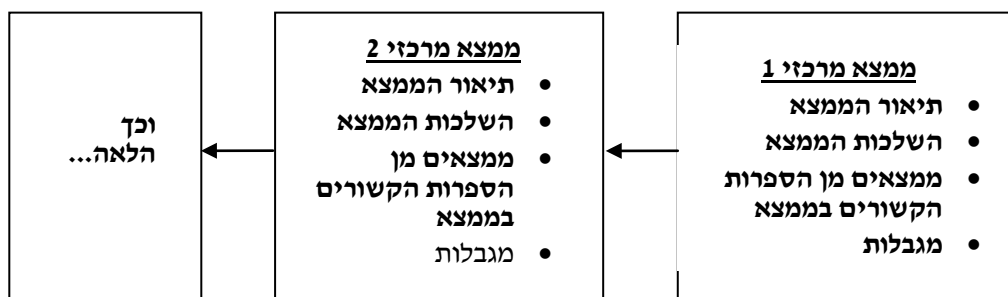 ממצא מרכזי 1
• תיאור הממצא
• השלכות הממצא
• ממצאים מן הספרות
הקשורים בממצא
• מגבלות
ממצא מרכזי 2
• תיאור הממצא
• השלכות הממצא
• ממצאים מן
הספרות הקשורים
בממצא
• מגבלות
וכך
הלאה...